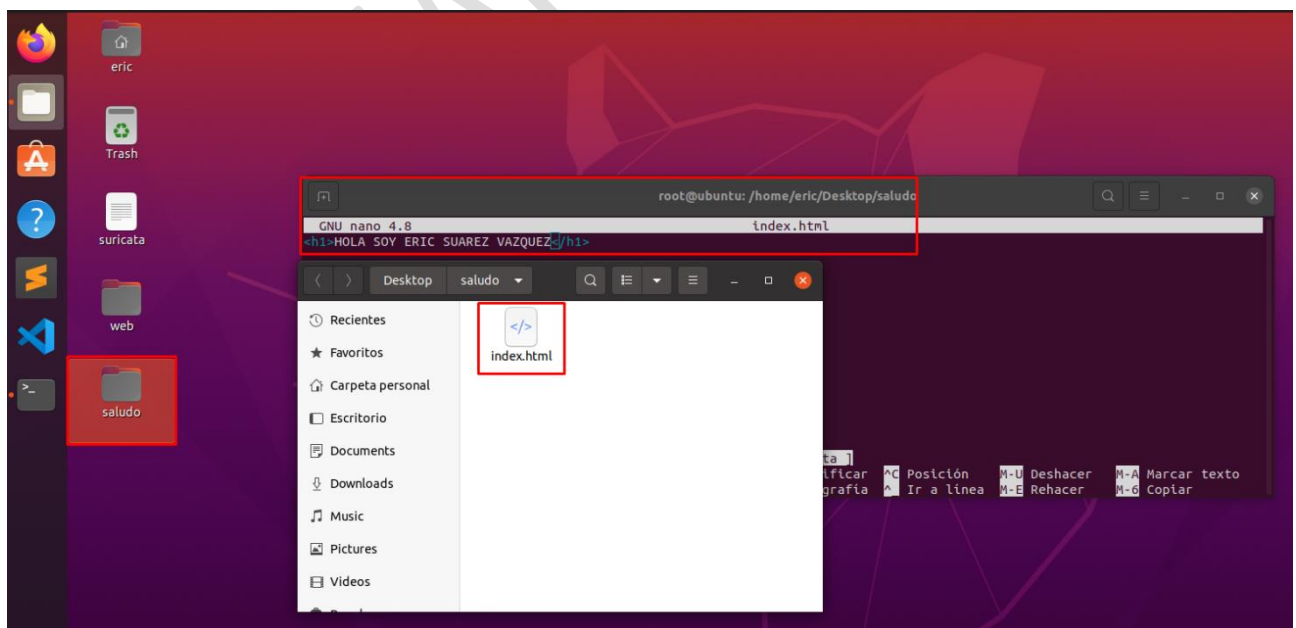 eric
Trash
suricata
web
saludo
root@ubuntu: /home/eric/Desktop/saludo
GNU nano 4.8 index.html
<h1>HOLA SOY ERIC SUAREZ VAZQUEZ</h1>
Desktop saludo
Recientes
Favoritos
Carpeta personal
Escritorio
Documents
Downloads
Music
Pictures
Videos
index.html
ta ]
ificar ^C Posición M-U Deshacer M-A Marcar texto
grafía ^_ Ir a línea M-E Rehacer M-6 Copiar